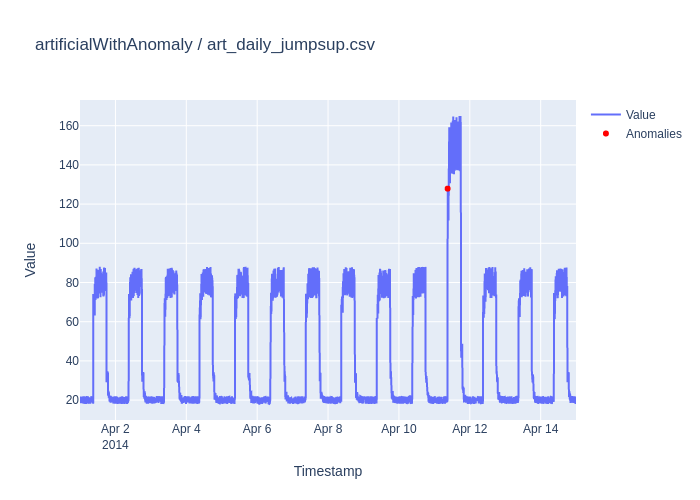 artificialWithAnomaly / art_daily_jumpsup.csv
Value
Anomalies
160
140
120
100
80
60
40
20
Value
Apr 2
2014
Apr 4
Apr 6
Apr 8
Apr 10
Apr 12
Apr 14
Timestamp